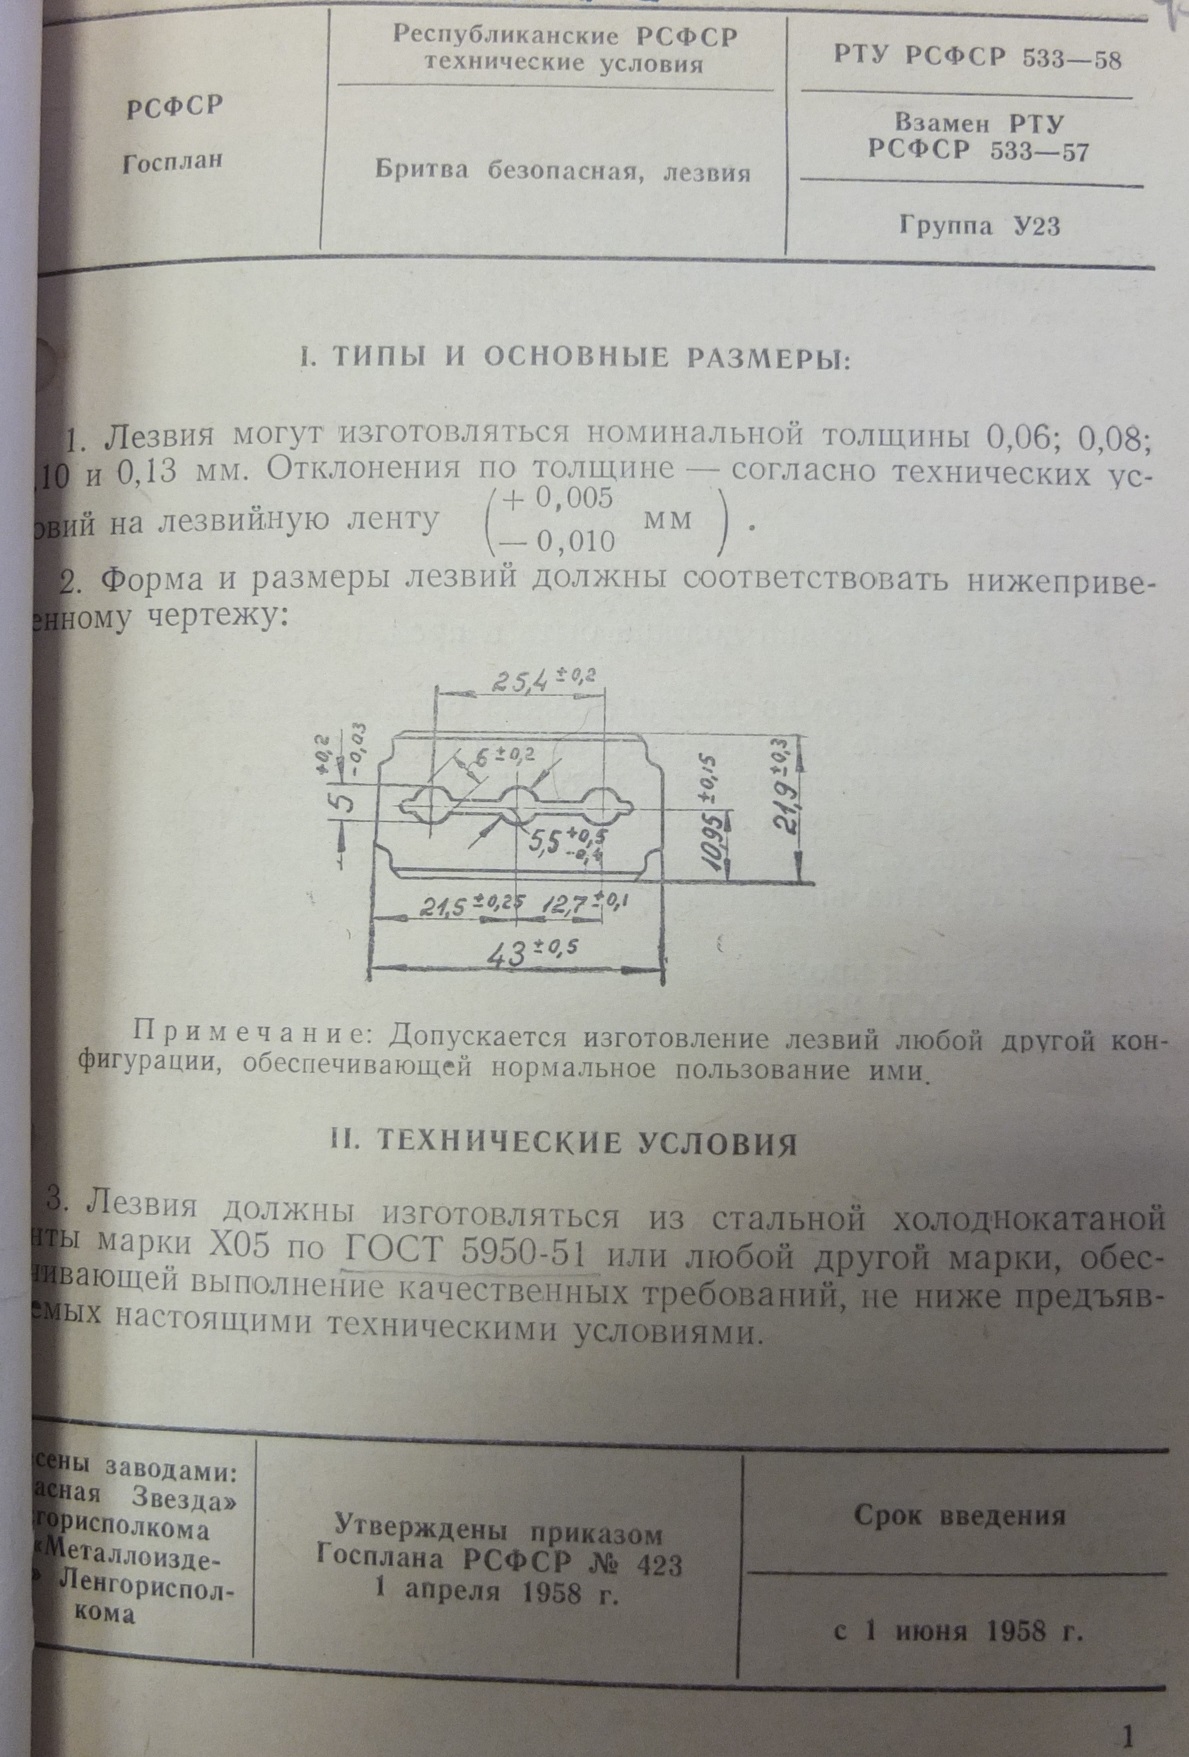 РСФСР
Госплан
Республиканские РСФСР
технические условия
Бритва безопасная, лезвия
РТУ РСФСР 533—58
Взамен РТУ
РСФСР 533—57
Группа У23
I. ТИПЫ И ОСНОВНЫЕ РАЗМЕРЫ:
1. Лезвия могут изготовляться номинальной толщины 0,06; 0,08;
,10 и 0,13 мм. Отклонения по толщине — согласно технических ус-
овий на лезвийную ленту ( + 0,005 — 0,010 мм ) .
2. Форма и размеры лезвий должны соответствовать нижеприве-
енному чертежу:
25,4 ±0,2
5 +0,2 -0,03
6 ±0,2
5,5 +0,5 -0,4
10,95 ±0,15
21,9 ±0,3
21,5 ±0,25
12,7 ±0,1
43 ±0,5
Примечание: Допускается изготовление лезвий любой другой кон-
фигурации, обеспечивающей нормальное пользование ими.
II. ТЕХНИЧЕСКИЕ УСЛОВИЯ
3. Лезвия должны изготовляться из стальной холоднокатаной
нты марки Х05 по ГОСТ 5950-51 или любой другой марки, обес-
чивающей выполнение качественных требований, не ниже предъяв-
емых настоящими техническими условиями.
сены заводами:
асная Звезда»
горисполкома
«Металлоизде-
» Ленгориспол-
кома
Утверждены приказом
Госплана РСФСР № 423
1 апреля 1958 г.
Срок введения
с 1 июня 1958 г.
1